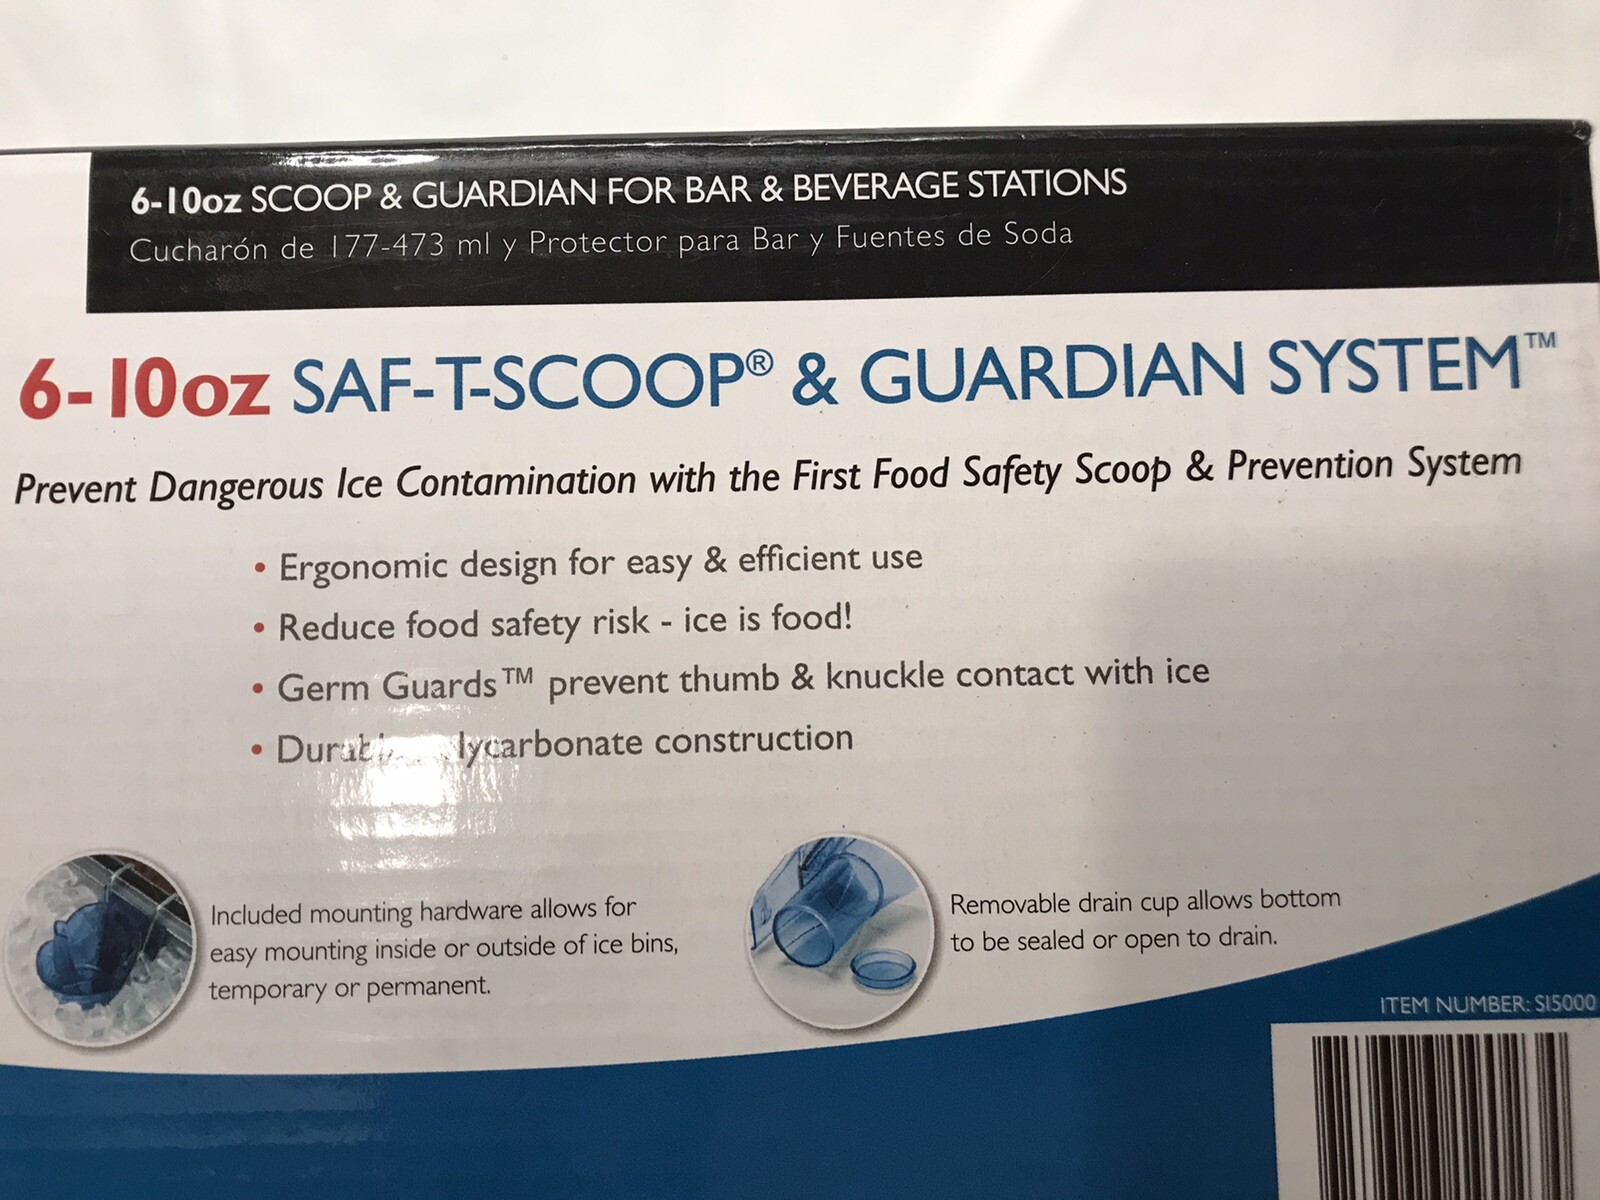 6-10oz SCOOP & GUARDIAN FOR BAR & BEVERAGE STATIONS
Cucharón de 177-473 ml y Protector para Bar y Fuentes de Soda
6-10oz SAF-T-SCOOP® & GUARDIAN SYSTEM™
Prevent Dangerous Ice Contamination with the First Food Safety Scoop & Prevention System
• Ergonomic design for easy & efficient use
• Reduce food safety risk - ice is food!
• Germ Guards™ prevent thumb & knuckle contact with ice
• construction
Included mounting hardware allows for
easy mounting inside or outside of ice bins,
temporary or permanent.
Removable drain cup allows bottom
to be sealed or open to drain.
ITEM NUMBER: SI5000